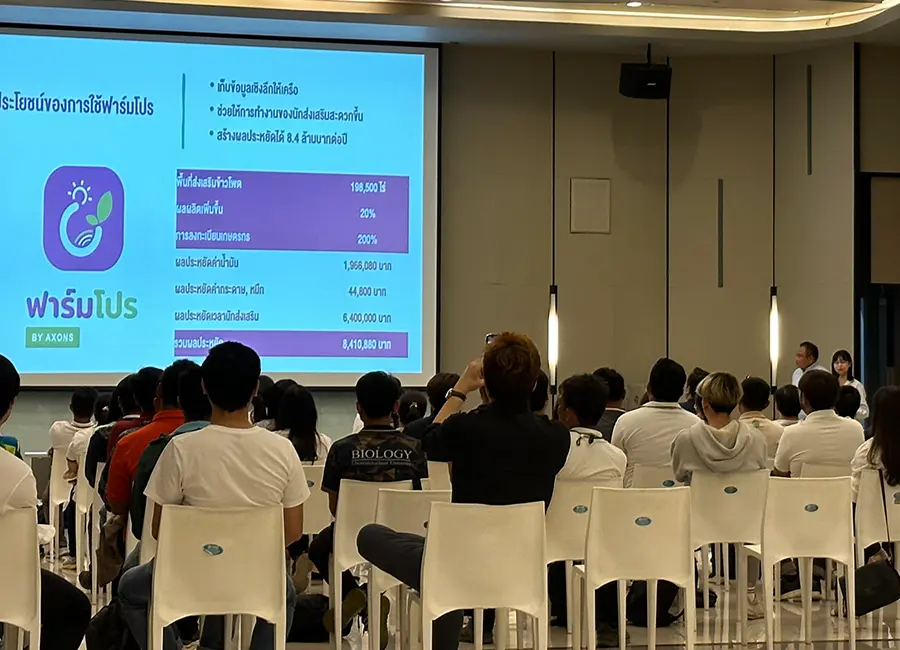 ประโยชน์ของการใช้ฟาร์มโปร
• เก็บข้อมูลเชิงลึกให้เครือ
• ช่วยให้การทำงานของนักส่งเสริมสะดวกขึ้น
• สร้างผลประหยัดได้ 8.4 ล้านบาทต่อปี
พื้นที่ส่งเสริมข้าวโพด 198,500 ไร่
ผลผลิตเพิ่มขึ้น 20%
การลงทะเบียนเกษตรกร 200%
ผลประหยัดค่าน้ำมัน 1,966,080 บาท
ผลประหยัดค่ากระดาษ, หมึก 44,800 บาท
ผลประหยัดเวลานักส่งเสริม 6,400,000 บาท
รวมผลประหยัด 8,410,880 บาท
ฟาร์มโปร
BY AXONS
BIOLOGY